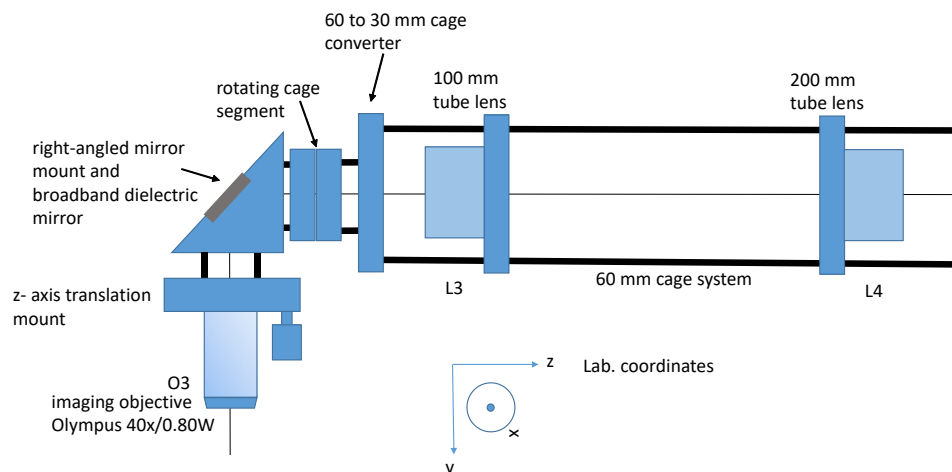 60 to 30 mm cage
converter
rotating cage
segment
100 mm
tube lens
200 mm
tube lens
right-angled mirror
mount and
broadband dielectric
mirror
z- axis translation
mount
L3
60 mm cage system
L4
O3
imaging objective
Olympus 40x/0.80W
z
Lab. coordinates
x
y